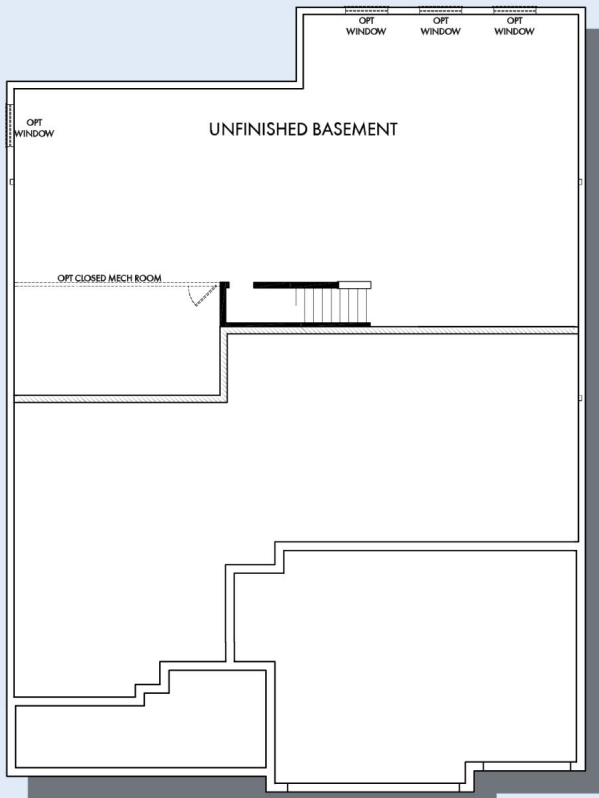 OPT
WINDOW
OPT
WINDOW
OPT
WINDOW
OPT
WINDOW
UNFINISHED BASEMENT
OPT CLOSED MECH ROOM